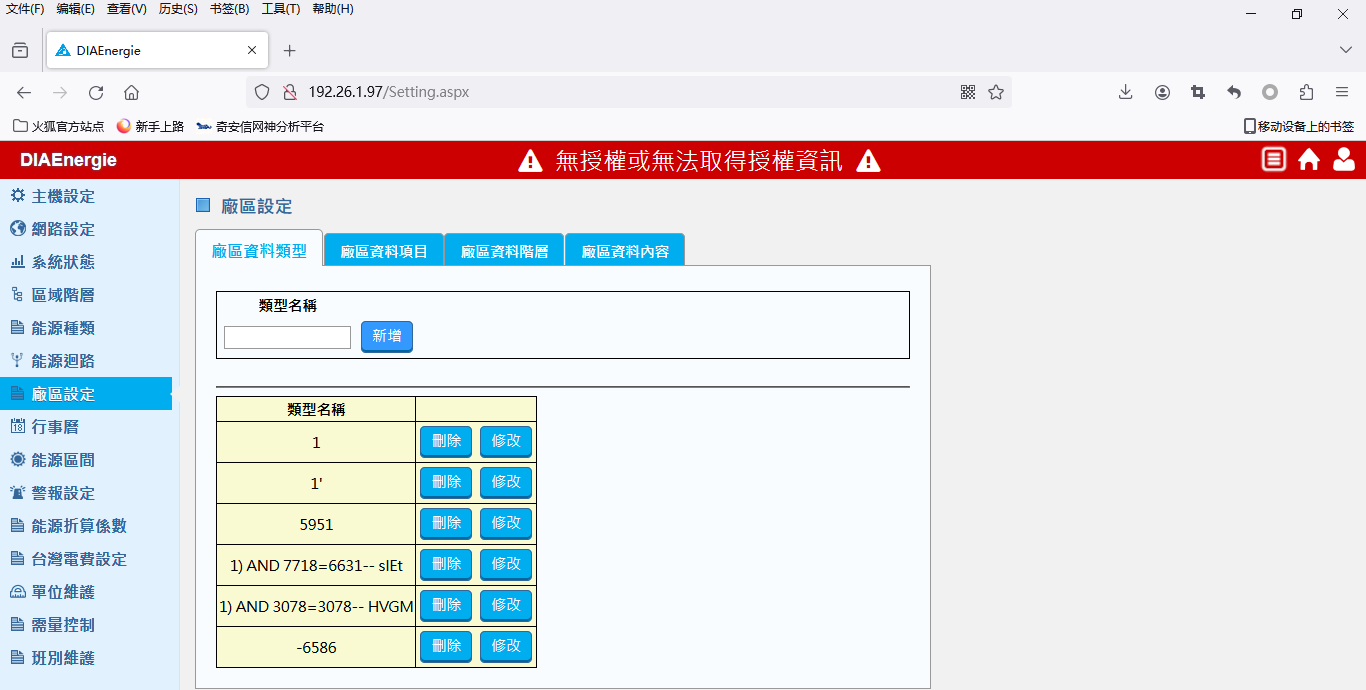 文件(F) 编辑(E) 查看(V) 历史(S) 书签(B) 工具(T) 帮助(H)
DIAEnergie
192.26.1.97/Setting.aspx
火狐官方站点 新手上路 奇安信网神分析平台 移动设备上的书签
DIAEnergie 無授權或無法取得授權資訊
主機設定
網路設定
系統狀態
區域階層
能源種類
能源迴路
廠區設定
行事曆
能源區間
警報設定
能源折算係數
台灣電費設定
單位維護
需量控制
班別維護
廠區設定
廠區資料類型 廠區資料項目 廠區資料階層 廠區資料內容
類型名稱
新增
類型名稱
1 刪除 修改
1' 刪除 修改
5951 刪除 修改
1) AND 7718=6631-- slEt 刪除 修改
1) AND 3078=3078-- HVGM 刪除 修改
-6586 刪除 修改